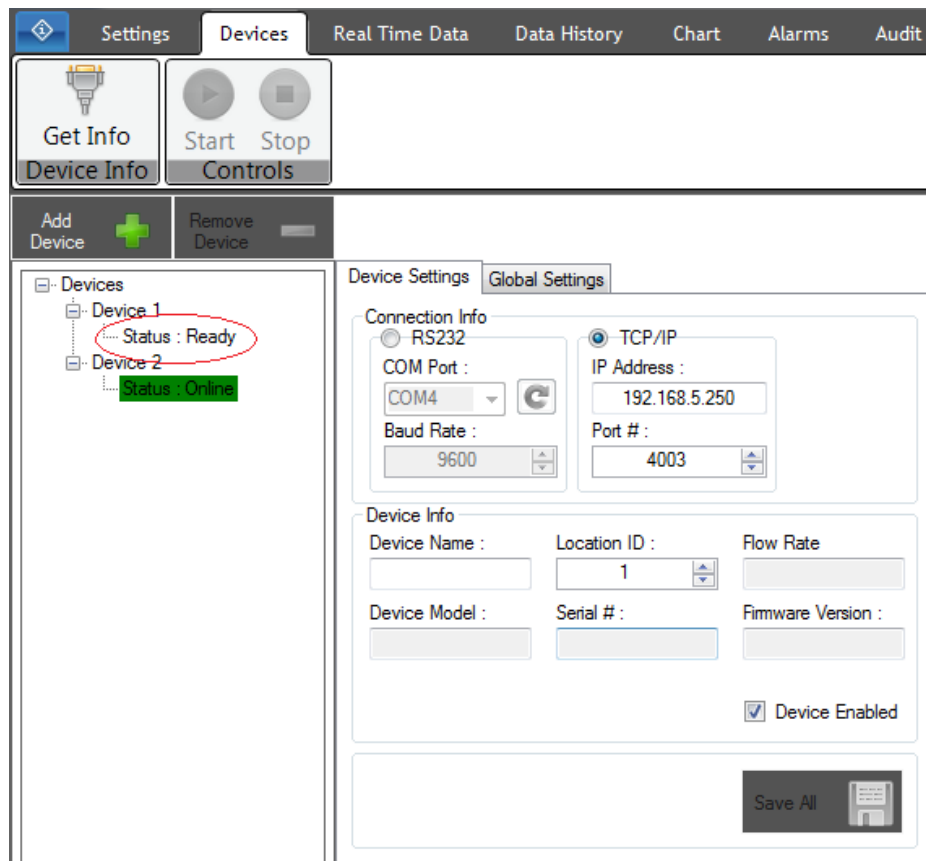 Settings Devices Real Time Data Data History Chart Alarms Audit
Get Info
Device Info
Start Stop
Controls
Add Device
Remove Device
Devices
Device 1
Status : Ready
Device 2
Status : Online
Device Settings Global Settings
Connection Info
RS232
COM Port :
COM4
Baud Rate :
9600
TCP/IP
IP Address :
192.168.5.250
Port # :
4003
Device Info
Device Name : Location ID : Flow Rate
1
Device Model : Serial # : Firmware Version :
Device Enabled
Save All